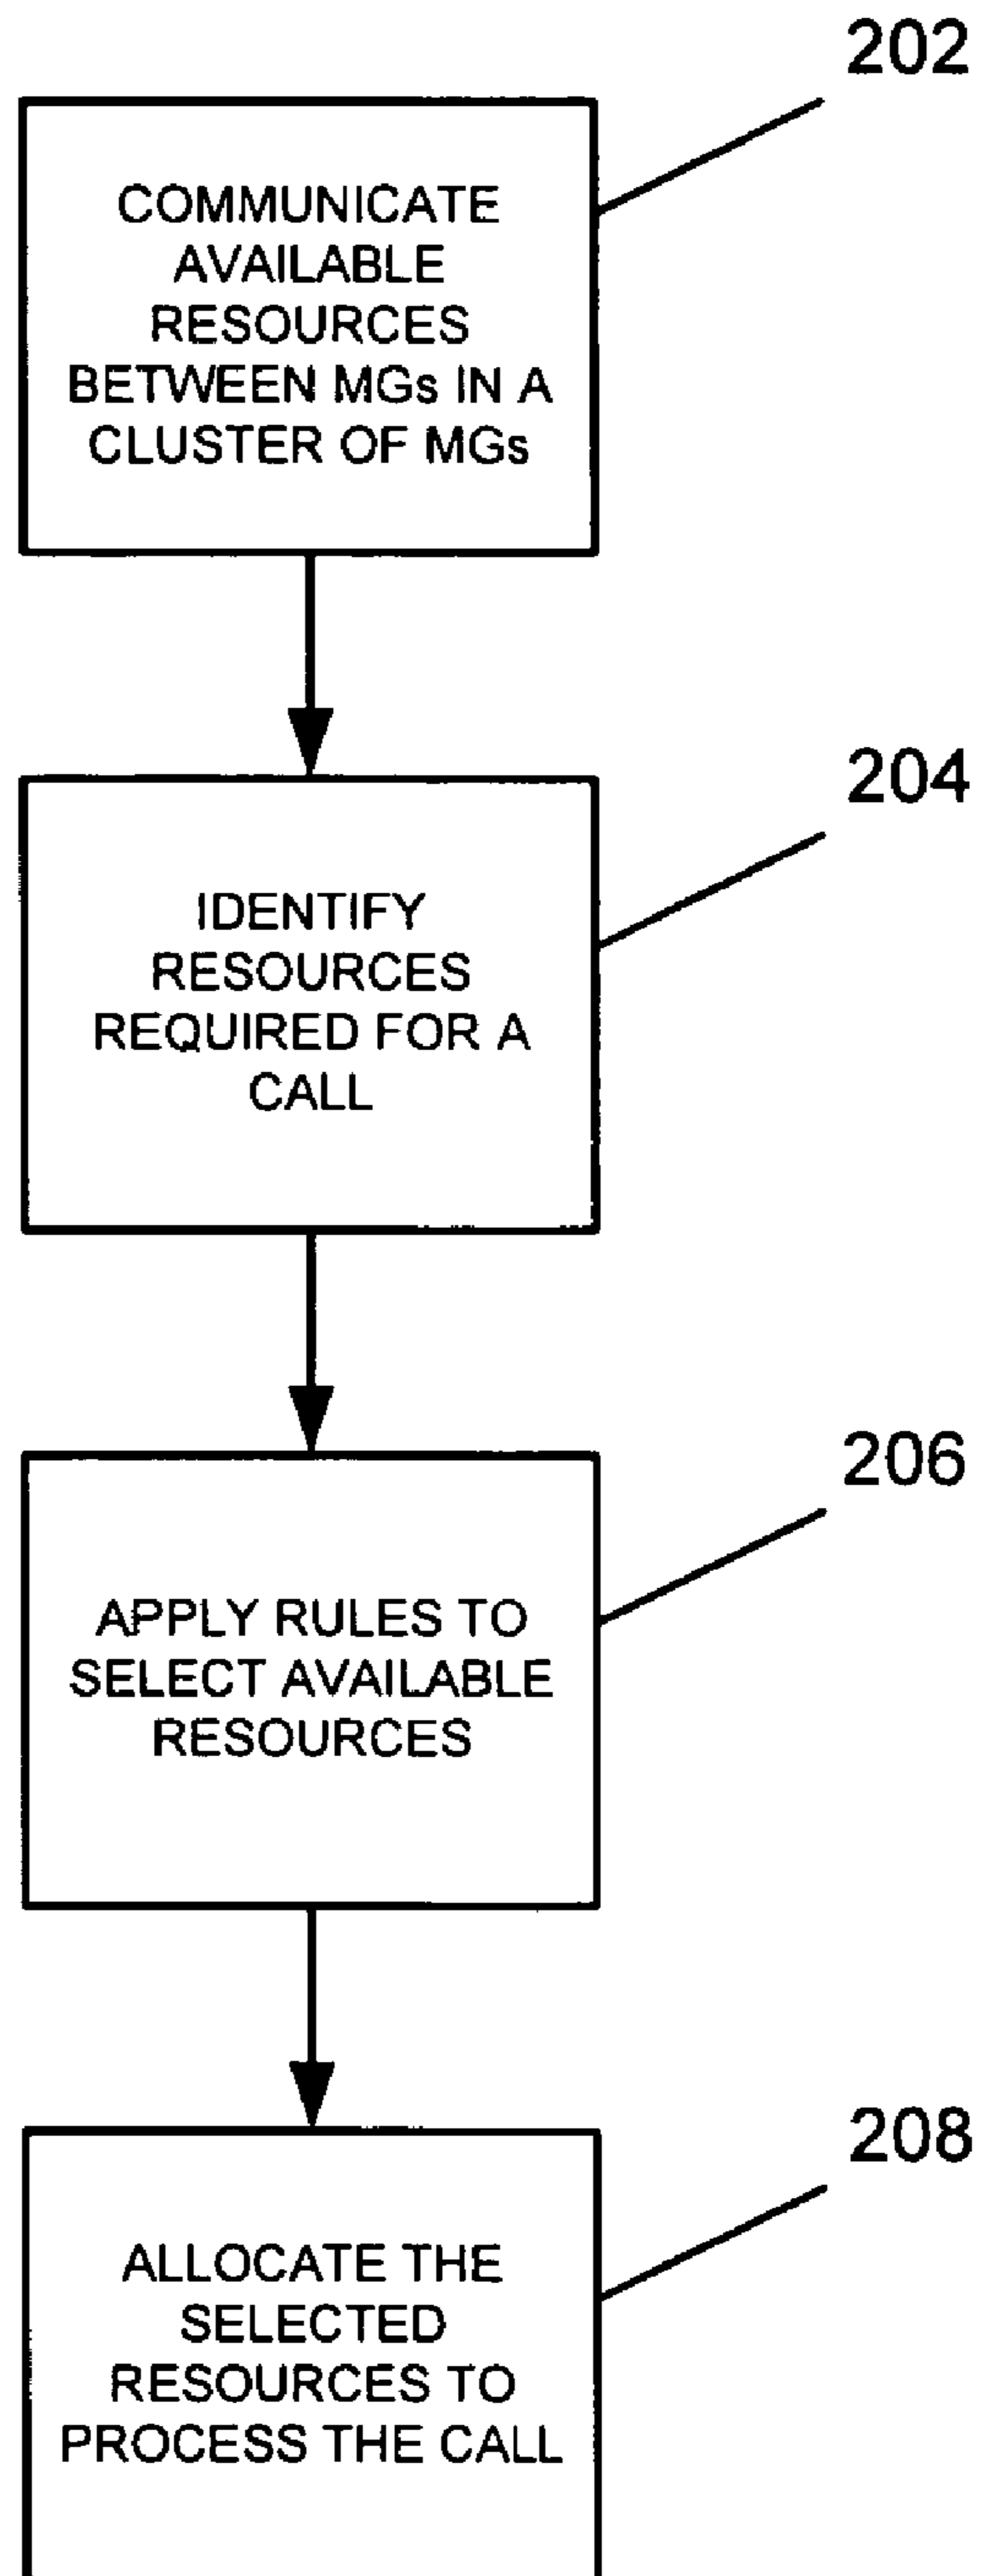 202
COMMUNICATE
AVAILABLE
RESOURCES
BETWEEN MGs IN A
CLUSTER OF MGs
204
IDENTIFY
RESOURCES
REQUIRED FOR A
CALL
206
APPLY RULES TO
SELECT AVAILABLE
RESOURCES
208
ALLOCATE THE
SELECTED
RESOURCES TO
PROCESS THE CALL